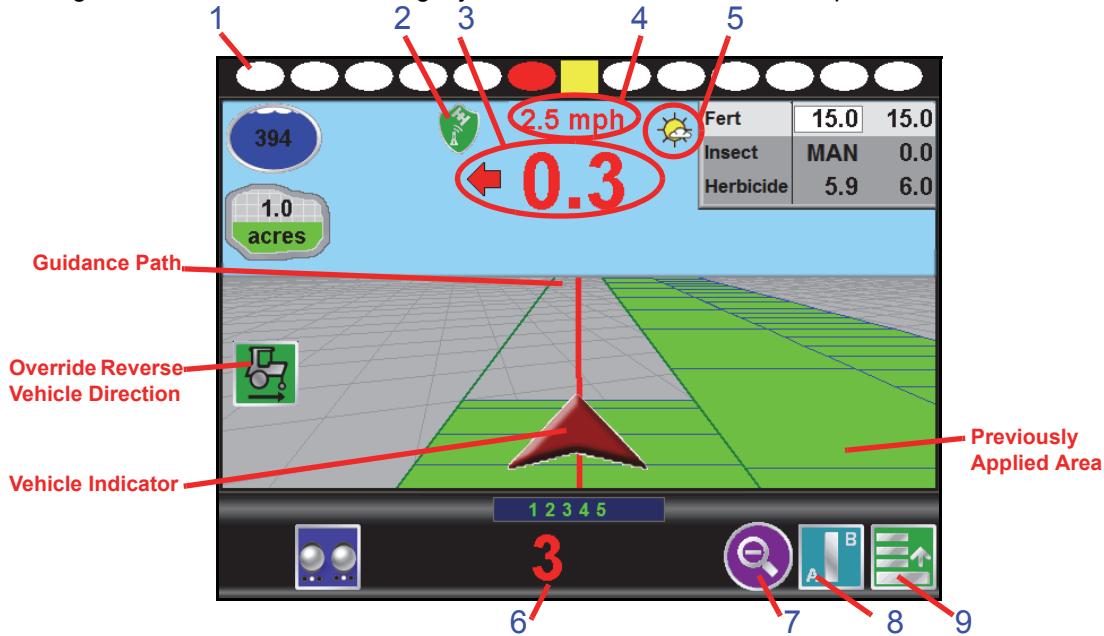 1 2 3 4 5
2.5 mph
394
0.3
Fert 15.0 15.0
Insect MAN 0.0
Herbicide 5.9 6.0
1.0
acres
Guidance Path
Override Reverse
Vehicle Direction
Vehicle Indicator
Previously
Applied Area
1 2 3 4 5
3
B
A
6 7 8 9